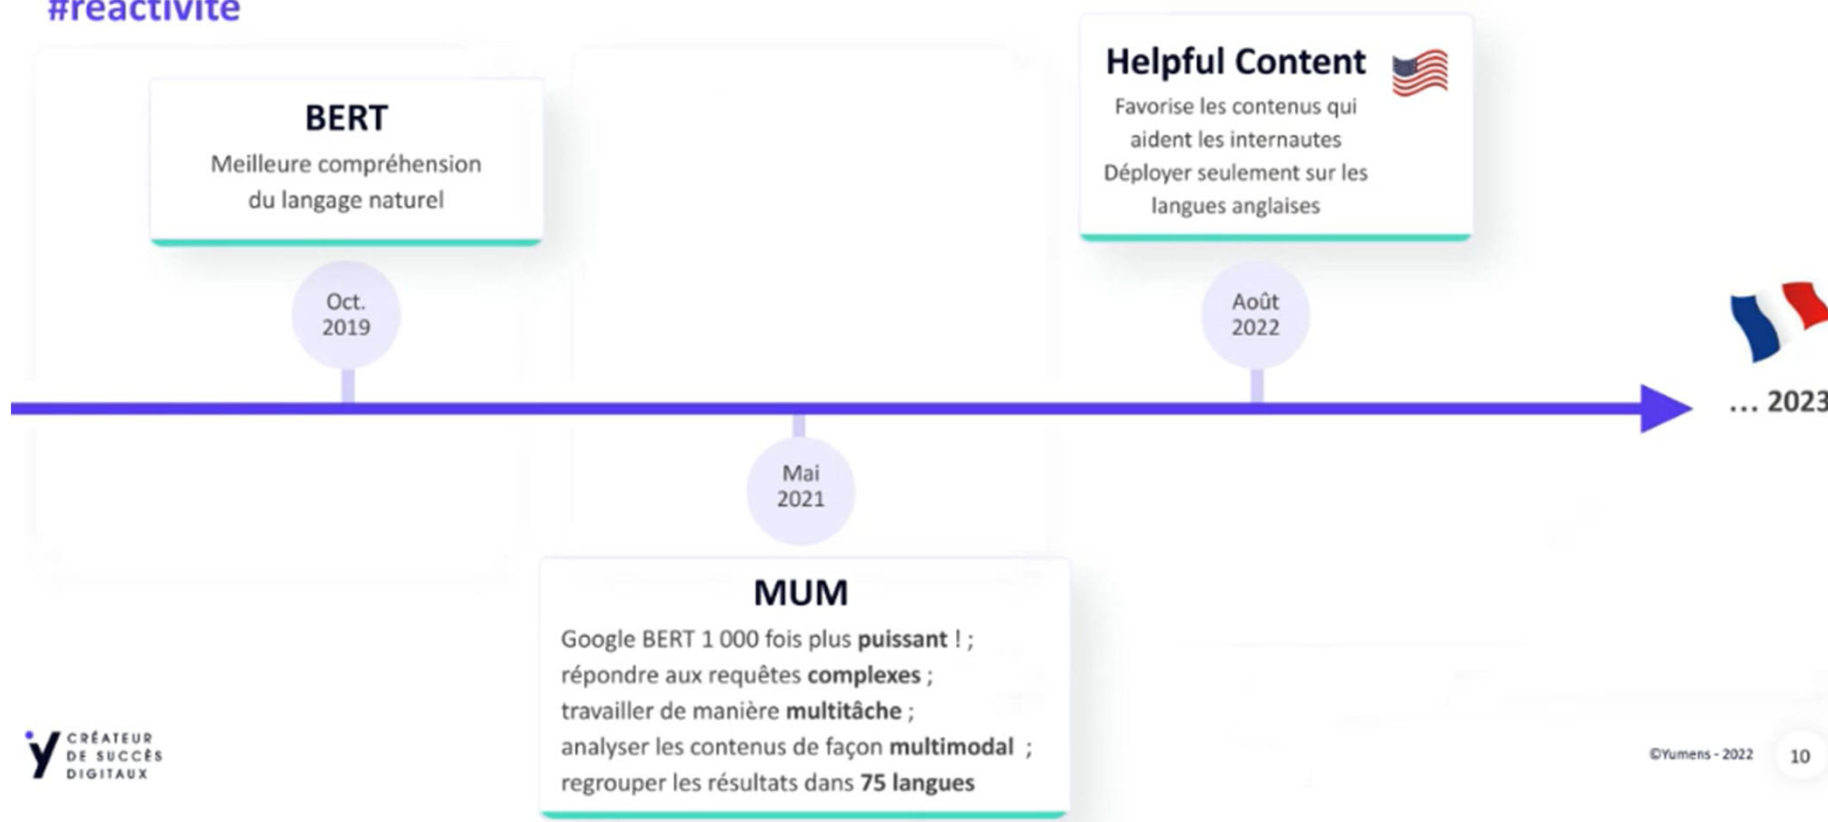 #réactivité
BERT
Meilleure compréhension
du langage naturel
Oct.
2019
Helpful Content
Favorise les contenus qui
aident les internautes
Déployer seulement sur les
langues anglaises
Août
2022
... 2023
Mai
2021
MUM
Google BERT 1 000 fois plus puissant ! ;
répondre aux requêtes complexes ;
travailler de manière multitâche ;
analyser les contenus de façon multimodal ;
regrouper les résultats dans 75 langues
y CRÉATEUR
DE SUCCÈS
DIGITAUX
©Yumens - 2022
10